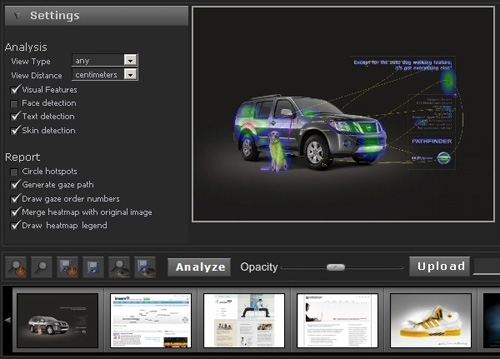 Settings
Analysis
View Type any
View Distance centimeters
Visual Features
Face detection
Text detection
Skin detection
Report
Circle hotspots
Generate gaze path
Draw gaze order numbers
Merge heatmap with original image
Draw heatmap legend
Except for the auto dog walking feature,
it's got everything else!
PATHFINDER
Analyze
Opacity
Upload